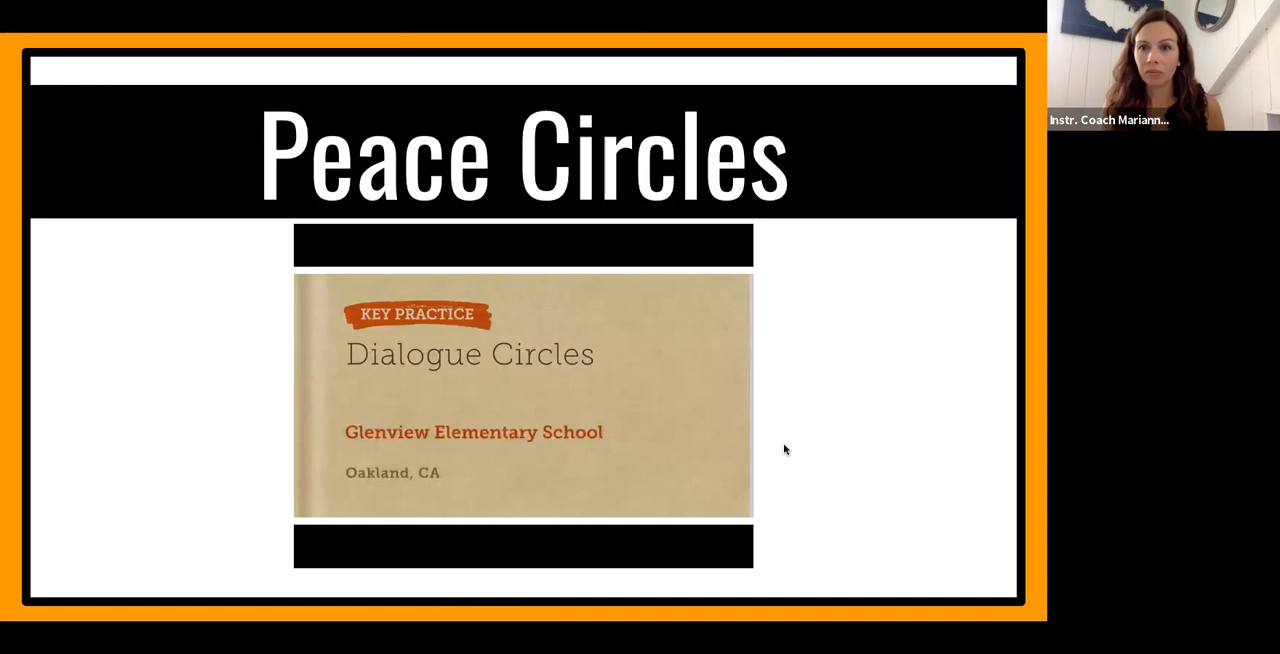 Peace Circles
KEY PRACTICE
Dialogue Circles
Glenview Elementary School
Oakland, CA
Instr. Coach Mariann...